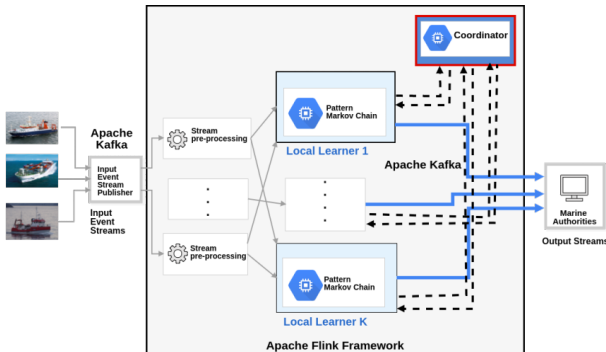 Coordinator
Apache
Kafka
Input
Event
Stream
Publisher
Input
Event
Streams
Stream
pre-processing
Stream
pre-processing
Pattern
Markov Chain
Local Learner 1
Apache Kafka
Pattern
Markov Chain
Local Learner K
Marine
Authorities
Output Streams
Apache Flink Framework